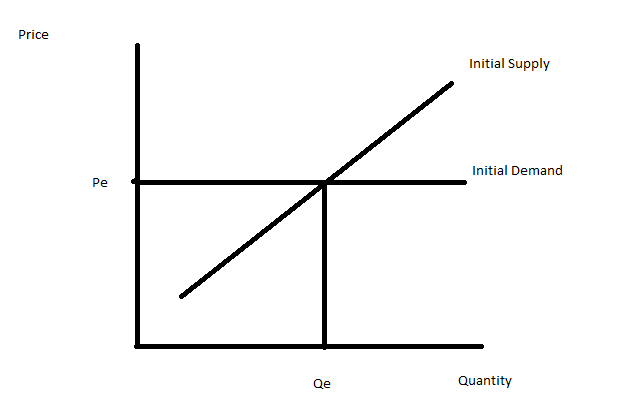 Price
Initial Supply
Initial Demand
Pe
Qe
Quantity